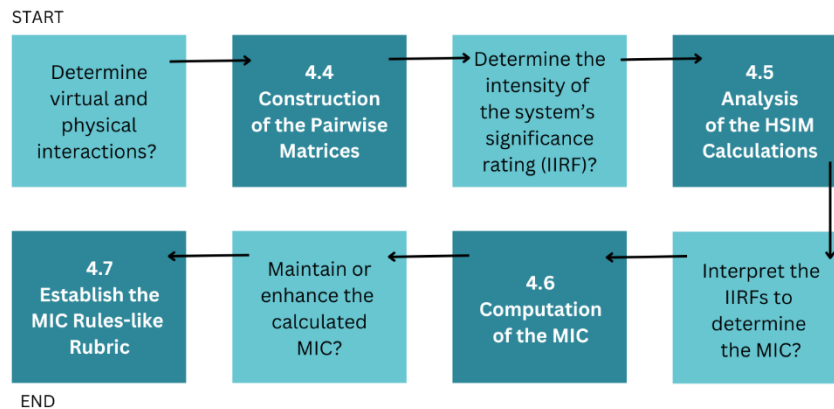 START
Determine
virtual and
physical
interactions?
4.4
Construction
of the Pairwise
Matrices
Determine the
intensity of
the system's
significance
rating (IIRF)?
4.5
Analysis
of the HSIM
Calculations
Interpret the
IIRFs to
determine
the MIC?
4.6
Computation
of the MIC
Maintain or
enhance the
calculated
MIC?
4.7
Establish the
MIC Rules-like
Rubric
END